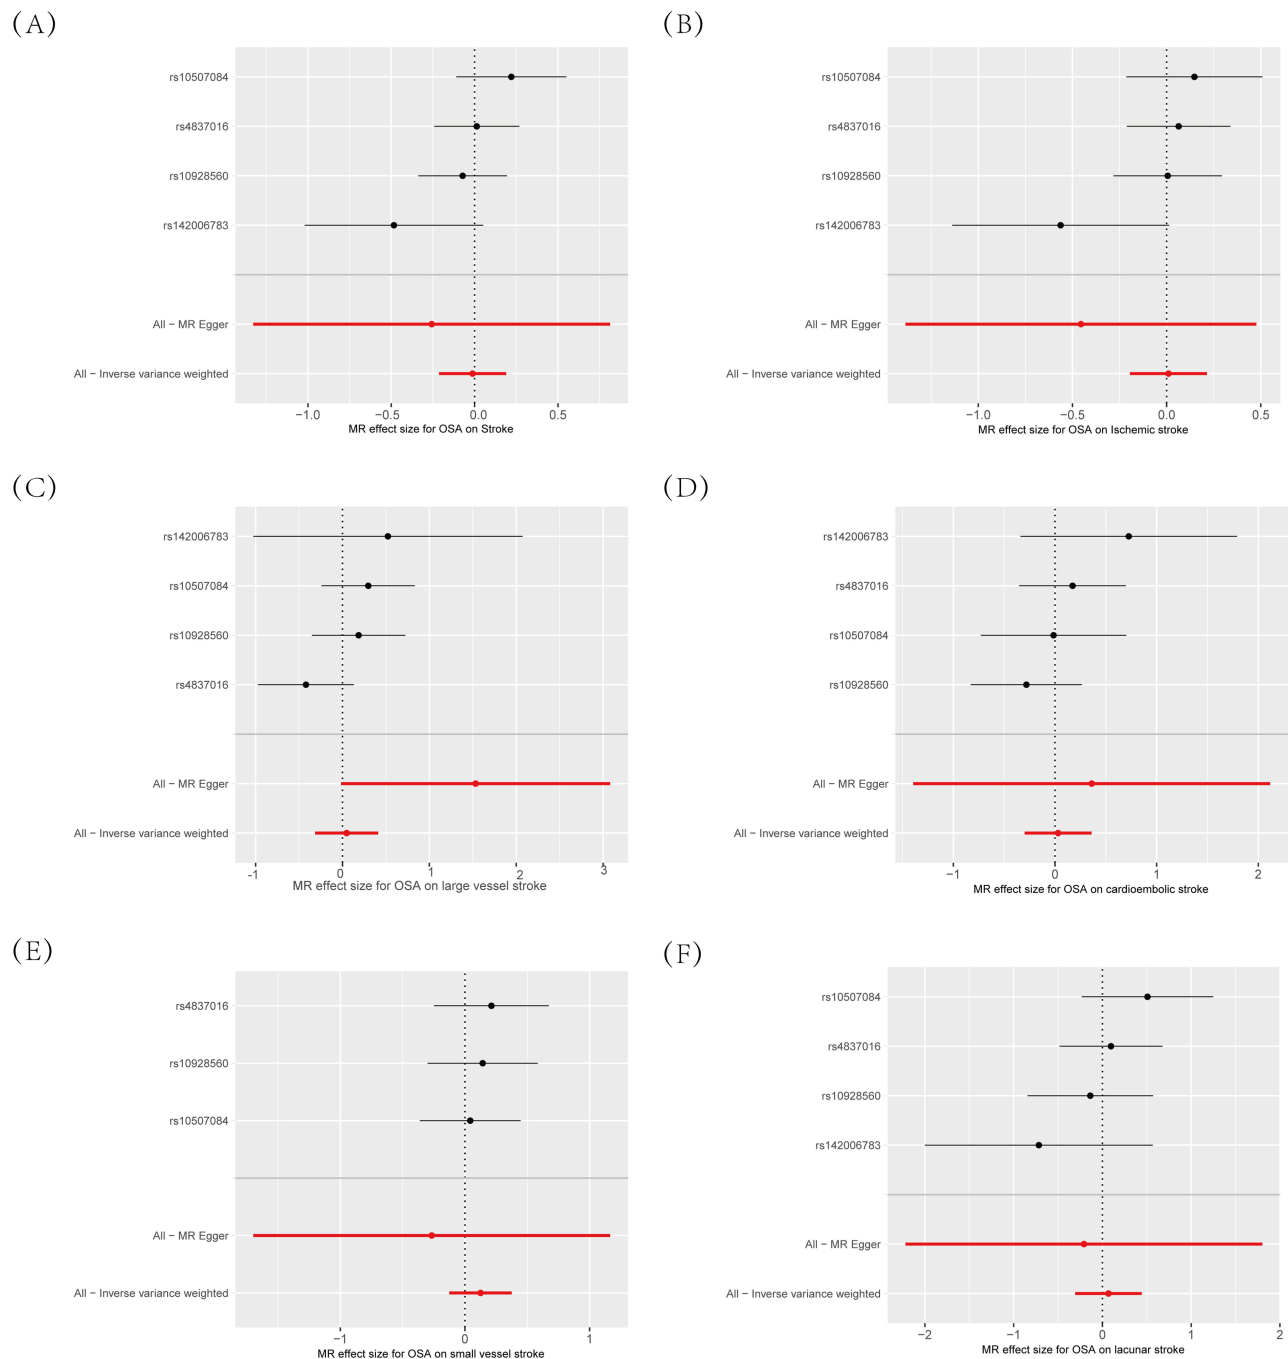 (A)
rs10507084
rs4837016
rs10928560
rs142006783
All − MR Egger
All − Inverse variance weighted
−1.0 −0.5 0.0 0.5
MR effect size for OSA on Stroke
(B)
rs10507084
rs4837016
rs10928560
rs142006783
All − MR Egger
All − Inverse variance weighted
−1.0 −0.5 0.0 0.5
MR effect size for OSA on Ischemic stroke
(C)
rs142006783
rs10507084
rs10928560
rs4837016
All − MR Egger
All − Inverse variance weighted
-1 0 1 2 3
MR effect size for OSA on large vessel stroke
(D)
rs142006783
rs4837016
rs10507084
rs10928560
All − MR Egger
All − Inverse variance weighted
−1 0 1 2
MR effect size for OSA on cardioembolic stroke
(E)
rs4837016
rs10928560
rs10507084
All − MR Egger
All − Inverse variance weighted
−1 0 1
MR effect size for OSA on small vessel stroke
(F)
rs10507084
rs4837016
rs10928560
rs142006783
All − MR Egger
All − Inverse variance weighted
−2 −1 0 1 2
MR effect size for OSA on lacunar stroke